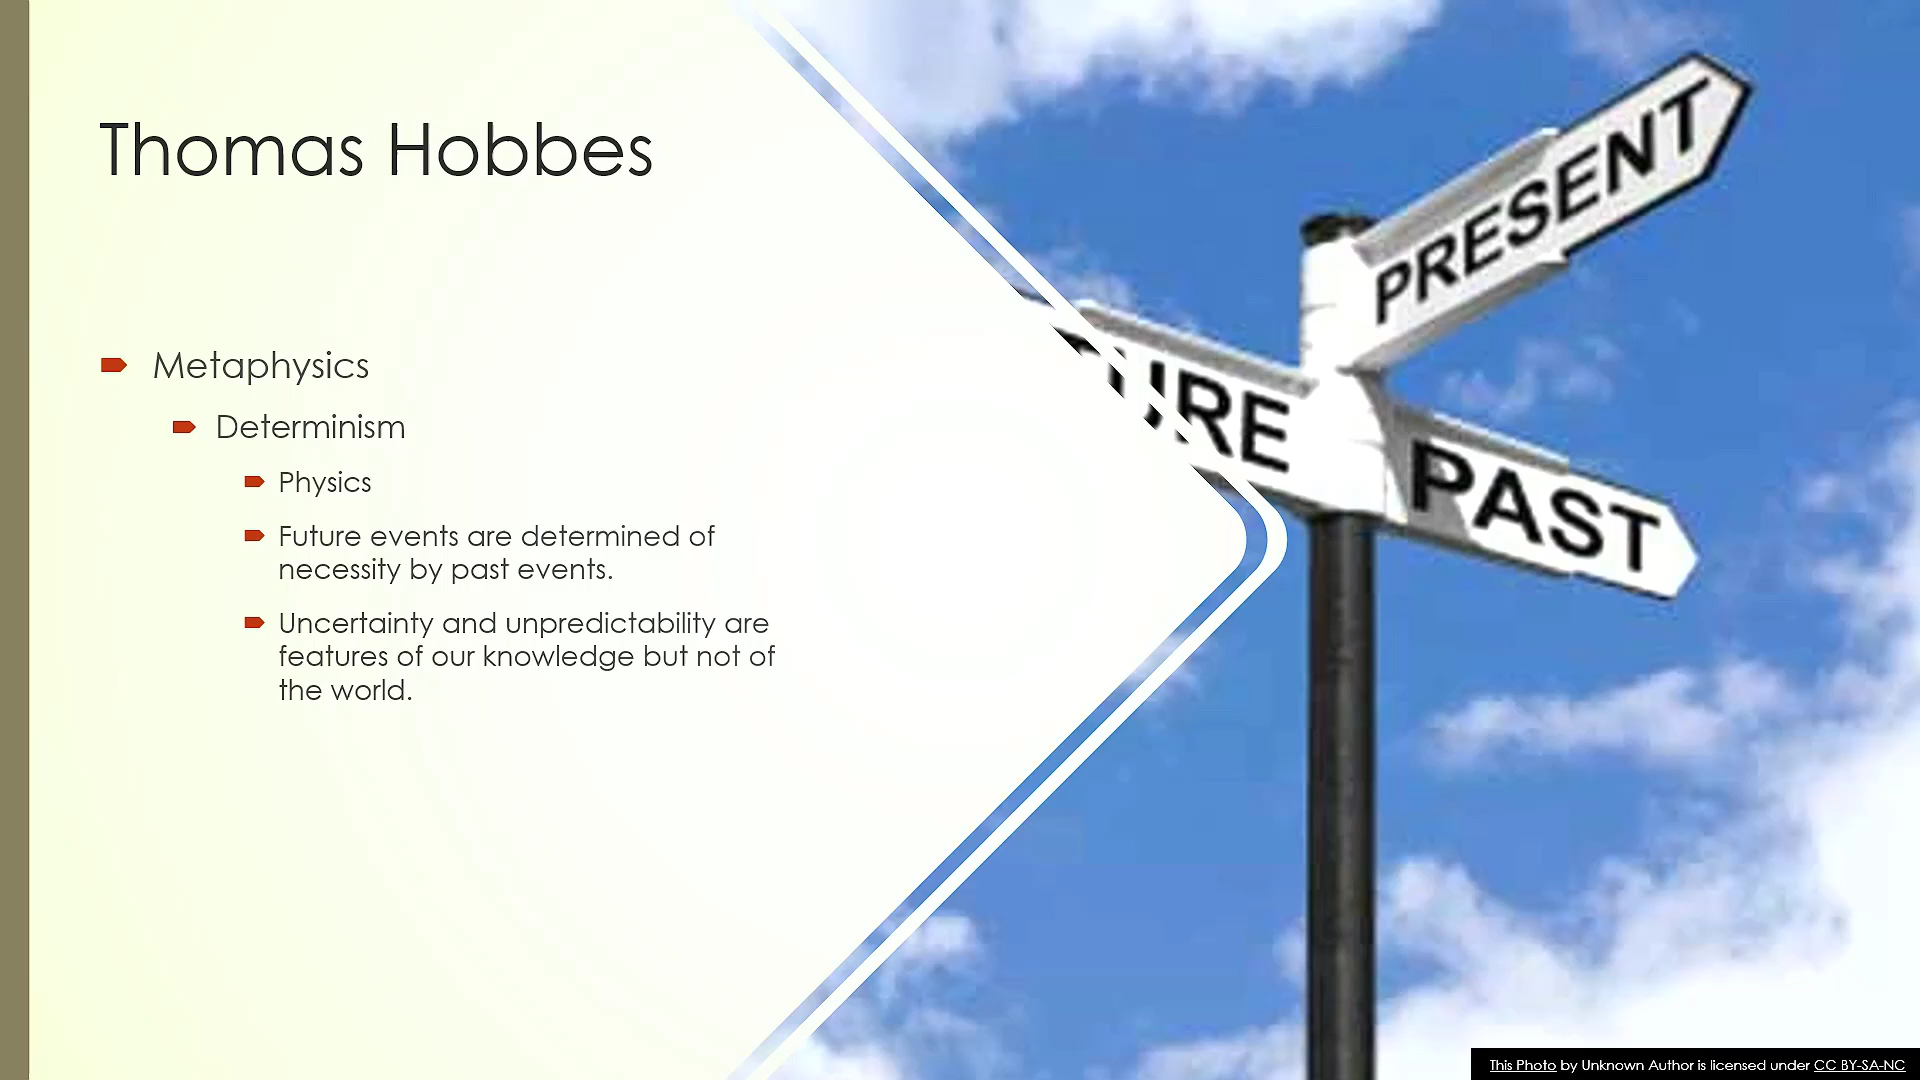 Thomas Hobbes
Metaphysics
Determinism
Physics
Future events are determined of
necessity by past events.
Uncertainty and unpredictability are
features of our knowledge but not of
the world.
PRESENT
URE
PAST
This Photo by Unknown Author is licensed under CC BY-SA-NC